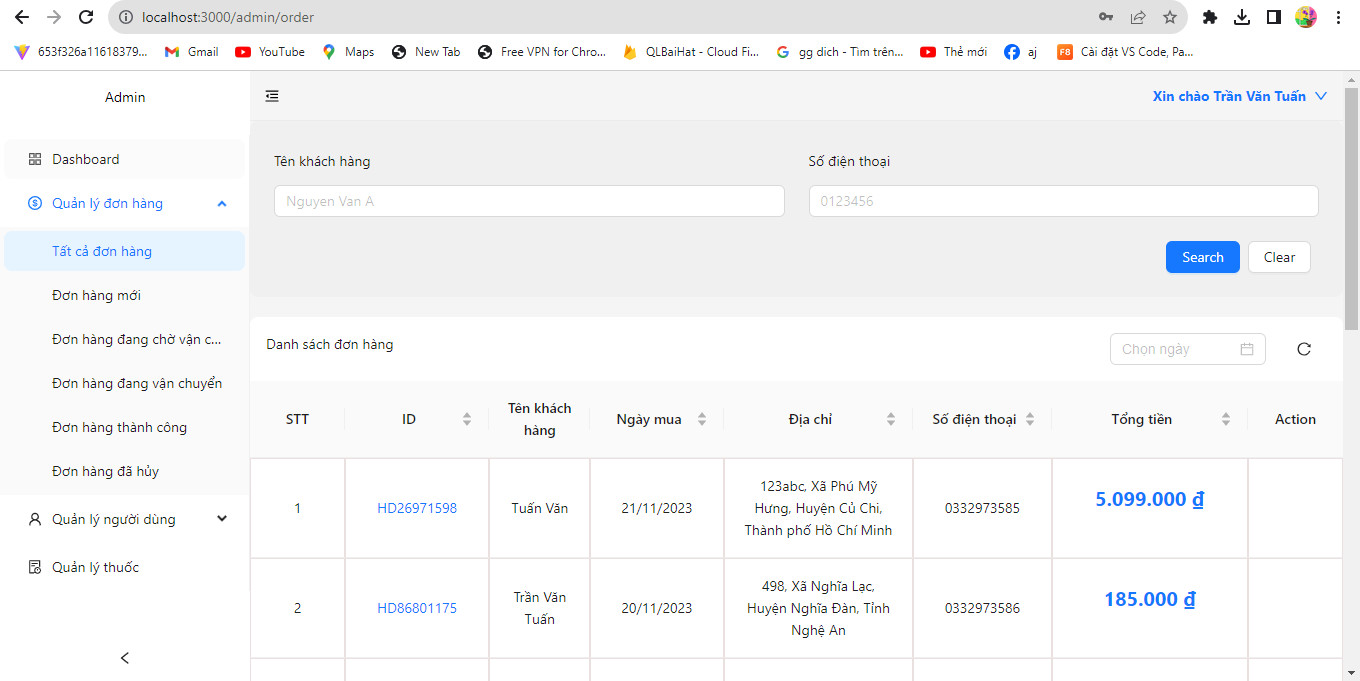 localhost:3000/admin/order
653f326a11618379... Gmail YouTube Maps New Tab Free VPN for Chro... QLBaiHat - Cloud Fi... gg dich - Tìm trên... Thẻ mới aj F8 Cài đặt VS Code, Pa...
Admin
Xin chào Trần Văn Tuấn
Dashboard
Quản lý đơn hàng
Tất cả đơn hàng
Đơn hàng mới
Đơn hàng đang chờ vận c...
Đơn hàng đang vận chuyển
Đơn hàng thành công
Đơn hàng đã hủy
Quản lý người dùng
Quản lý thuốc
Tên khách hàng
Nguyen Van A
Số điện thoại
0123456
Search Clear
Danh sách đơn hàng
Chọn ngày
STT ID Tên khách hàng Ngày mua Địa chỉ Số điện thoại Tổng tiền Action
1 HD26971598 Tuấn Văn 21/11/2023 123abc, Xã Phú Mỹ
Hưng, Huyện Củ Chi,
Thành phố Hồ Chí Minh
0332973585 5.099.000 ₫
2 HD86801175 Trần Văn
Tuấn
20/11/2023 498, Xã Nghĩa Lạc,
Huyện Nghĩa Đàn, Tỉnh
Nghệ An
0332973586 185.000 ₫